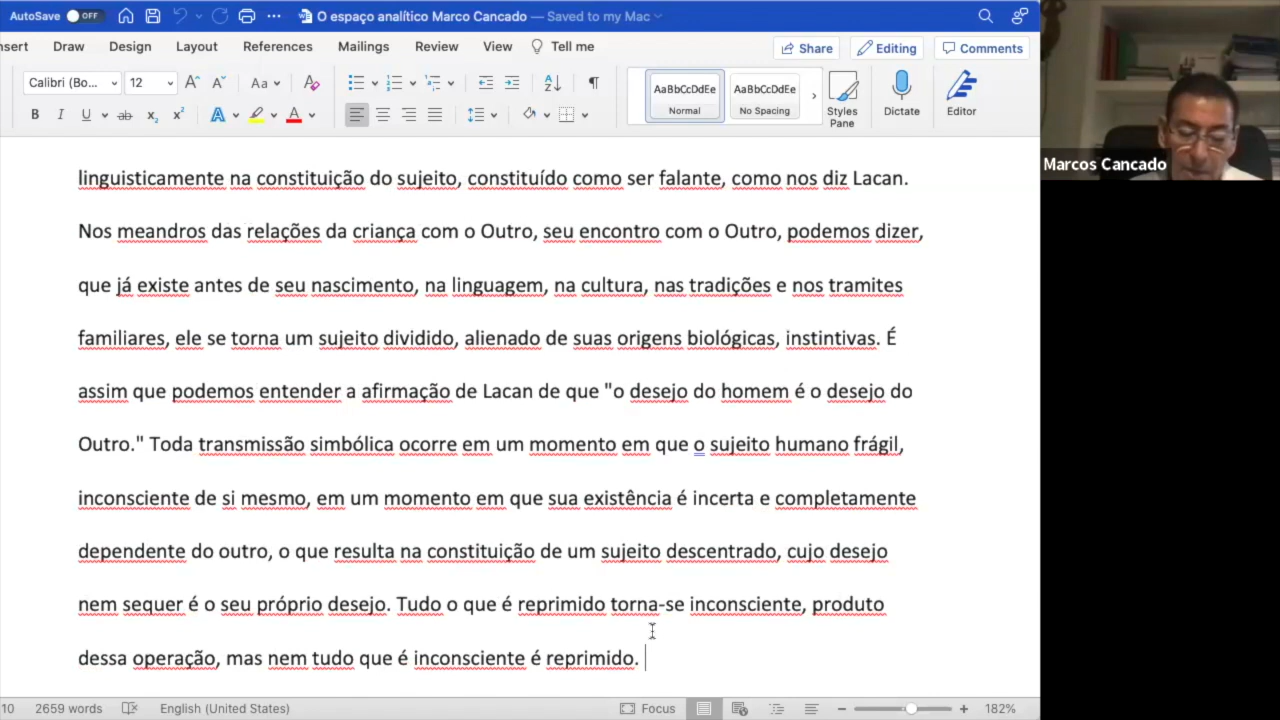 AutoSave OFF O espaço analítico Marco Cancado — Saved to my Mac
nsert Draw Design Layout References Mailings Review View Tell me Share Editing Comments
Calibri (Bo... 12 A A Aa A AaBbCcDdEe AaBbCcDdEe
B I U ab x2 x2 A A Normal No Spacing Styles Pane Dictate Editor
Marcos Cancado
linguisticamente na constituição do sujeito, constituído como ser falante, como nos diz Lacan.
Nos meandros das relações da criança com o Outro, seu encontro com o Outro, podemos dizer,
que já existe antes de seu nascimento, na linguagem, na cultura, nas tradições e nos tramites
familiares, ele se torna um sujeito dividido, alienado de suas origens biológicas, instintivas. É
assim que podemos entender a afirmação de Lacan de que "o desejo do homem é o desejo do
Outro." Toda transmissão simbólica ocorre em um momento em que o sujeito humano frágil,
inconsciente de si mesmo, em um momento em que sua existência é incerta e completamente
dependente do outro, o que resulta na constituição de um sujeito descentrado, cujo desejo
nem sequer é o seu próprio desejo. Tudo o que é reprimido torna-se inconsciente, produto
dessa operação, mas nem tudo que é inconsciente é reprimido.
10 2659 words English (United States) Focus 182%